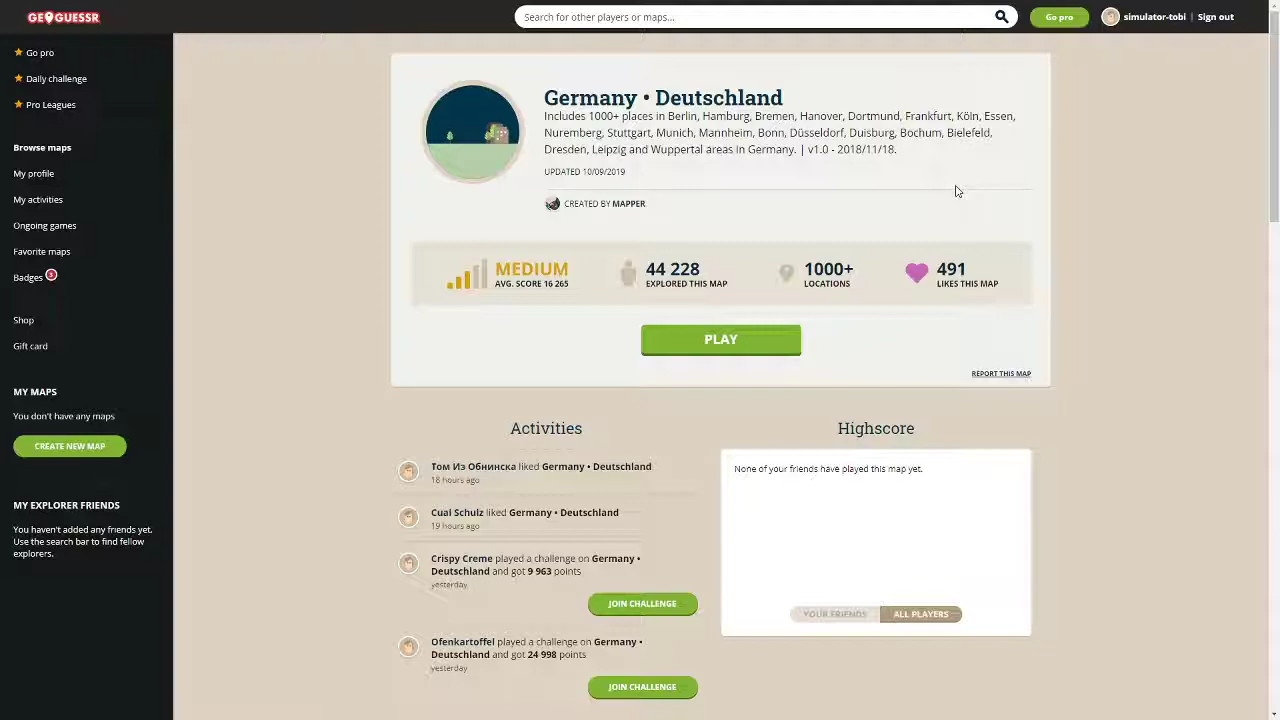 GEOGUESSR
Search for other players or maps...
Go pro
simulator-tobi | Sign out
Go pro
Daily challenge
Pro Leagues
Browse maps
My profile
My activities
Ongoing games
Favorite maps
Badges 3
Shop
Gift card
MY MAPS
You don't have any maps
CREATE NEW MAP
MY EXPLORER FRIENDS
You haven't added any friends yet.
Use the search bar to find fellow
explorers.
Germany • Deutschland
Includes 1000+ places in Berlin, Hamburg, Bremen, Hanover, Dortmund, Frankfurt, Köln, Essen,
Nuremberg, Stuttgart, Munich, Mannheim, Bonn, Düsseldorf, Duisburg, Bochum, Bielefeld,
Dresden, Leipzig and Wuppertal areas in Germany. | v1.0 - 2018/11/18.
UPDATED 10/09/2019
CREATED BY MAPPER
MEDIUM
AVG. SCORE 16 265
44 228
EXPLORED THIS MAP
1000+
LOCATIONS
491
LIKES THIS MAP
PLAY
REPORT THIS MAP
Activities
Том Из Обнинска liked Germany • Deutschland
18 hours ago
Cual Schulz liked Germany • Deutschland
19 hours ago
Crispy Creme played a challenge on Germany •
Deutschland and got 9 963 points
yesterday
JOIN CHALLENGE
Ofenkartoffel played a challenge on Germany •
Deutschland and got 24 998 points
yesterday
JOIN CHALLENGE
Highscore
None of your friends have played this map yet.
YOUR FRIENDS ALL PLAYERS